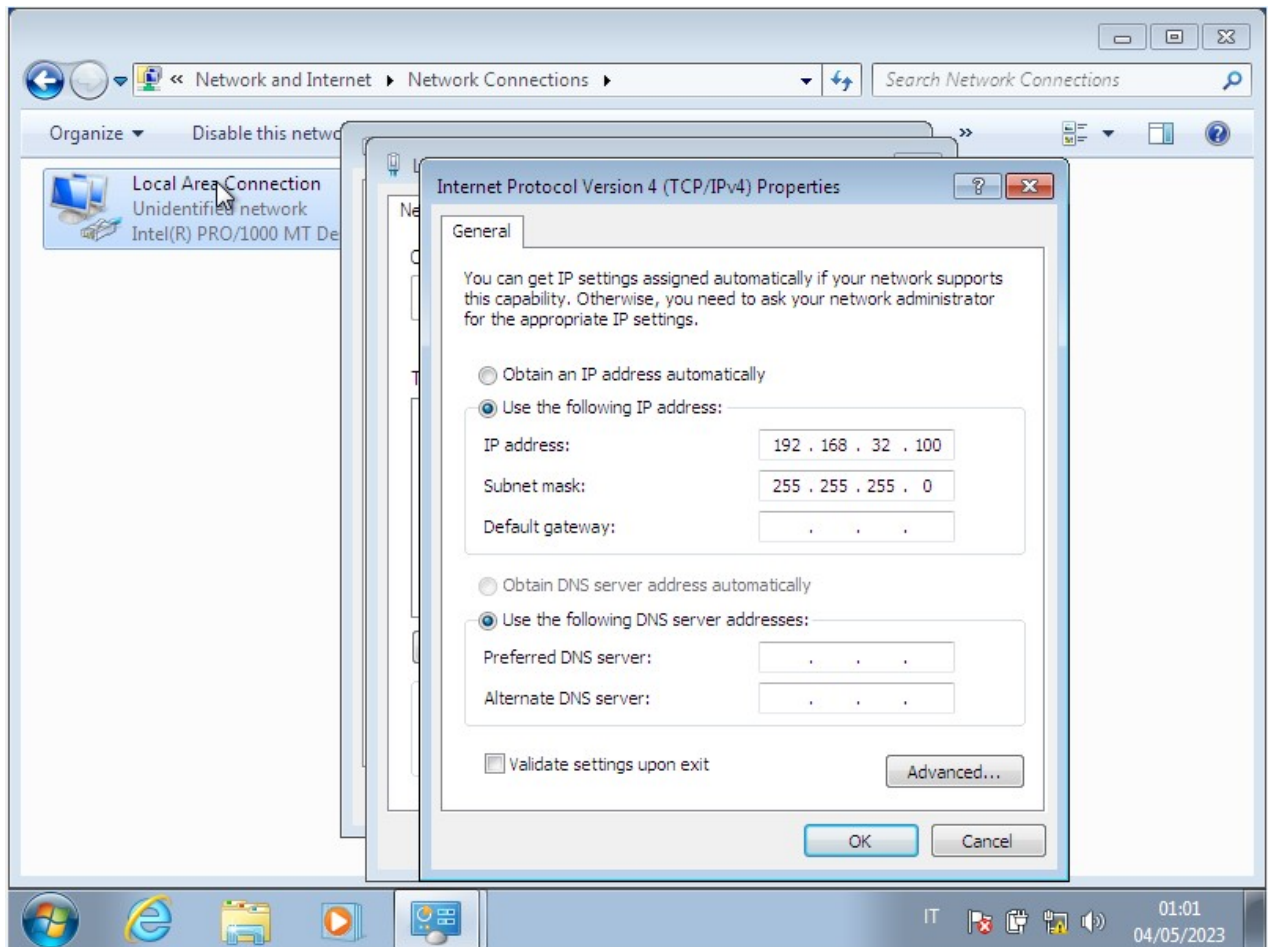 « Network and Internet ▸ Network Connections ▸
Search Network Connections
Organize
Disable this netwo
»
Local Area Connection
Unidentified network
Intel(R) PRO/1000 MT De
Internet Protocol Version 4 (TCP/IPv4) Properties
General
You can get IP settings assigned automatically if your network supports
this capability. Otherwise, you need to ask your network administrator
for the appropriate IP settings.
Obtain an IP address automatically
Use the following IP address:
IP address: 192 . 168 . 32 . 100
Subnet mask: 255 . 255 . 255 . 0
Default gateway: . . .
Obtain DNS server address automatically
Use the following DNS server addresses:
Preferred DNS server: . . .
Alternate DNS server: . . .
Validate settings upon exit
Advanced...
OK Cancel
IT
01:01
04/05/2023